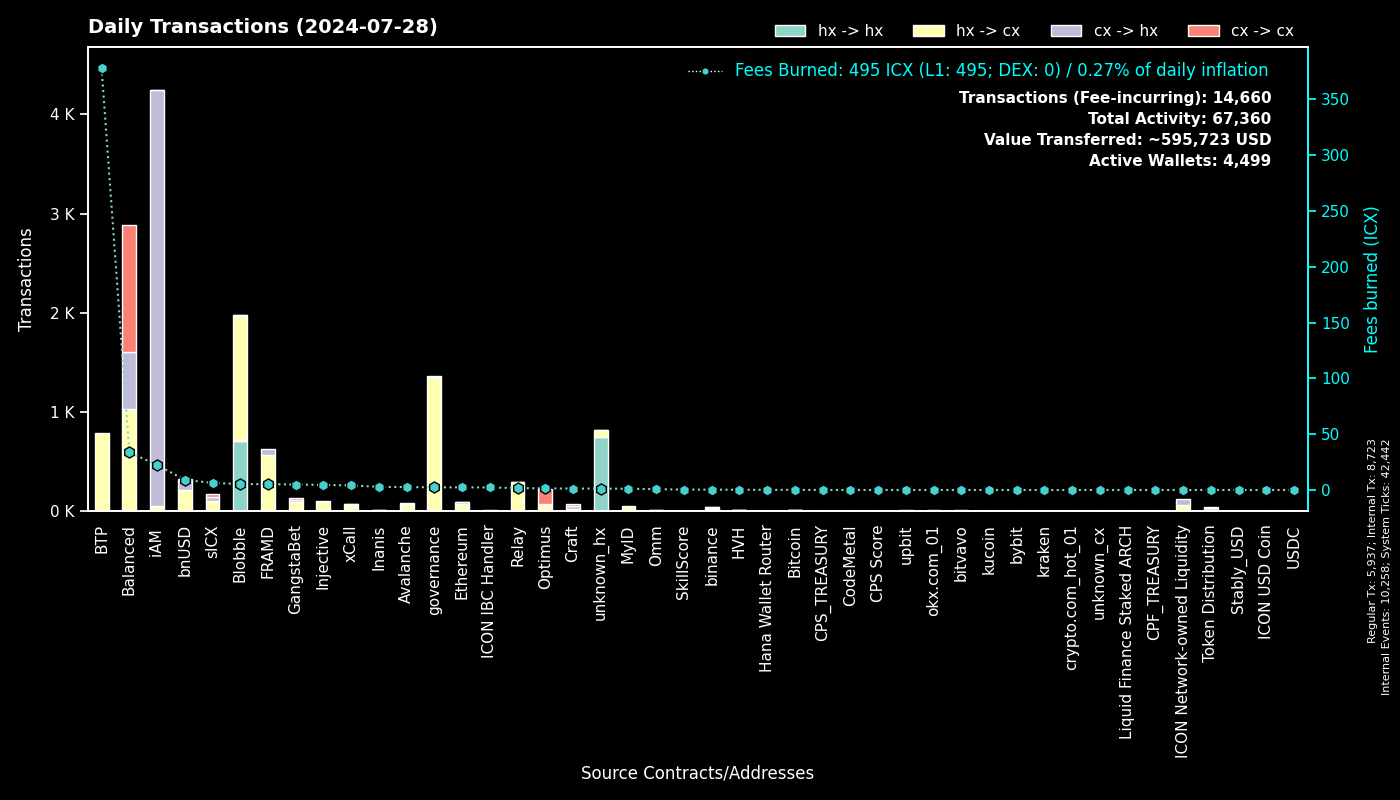 Daily Transactions (2024-07-28)
hx -> hx
hx -> cx
cx -> hx
cx -> cx
Fees Burned: 495 ICX (L1: 495; DEX: 0) / 0.27% of daily inflation
Transactions (Fee-incurring): 14,660
Total Activity: 67,360
Value Transferred: ~595,723 USD
Active Wallets: 4,499
Transactions
4 K
3 K
2 K
1 K
0 K
350
300
250
200
150
100
50
0
Fees burned (ICX)
BTP
Balanced
IAM
bnUSD
sICX
Blobble
FRAMD
GangstaBet
Injective
xCall
Inanis
Avalanche
governance
Ethereum
ICON IBC Handler
Relay
Optimus
Craft
unknown_hx
MyID
Omm
SkillScore
binance
HVH
Hana Wallet Router
Bitcoin
CPS_TREASURY
CodeMetal
CPS Score
upbit
okx.com_01
bitvavo
kucoin
bybit
kraken
crypto.com_hot_01
unknown_cx
Liquid Finance Staked ARCH
CPF_TREASURY
ICON Network-owned Liquidity
Token Distribution
Stably_USD
ICON USD Coin
USDC
Source Contracts/Addresses
Regular Tx: 5,937; Internal Tx: 8,723
Internal Events: 10,258; System Ticks: 42,442